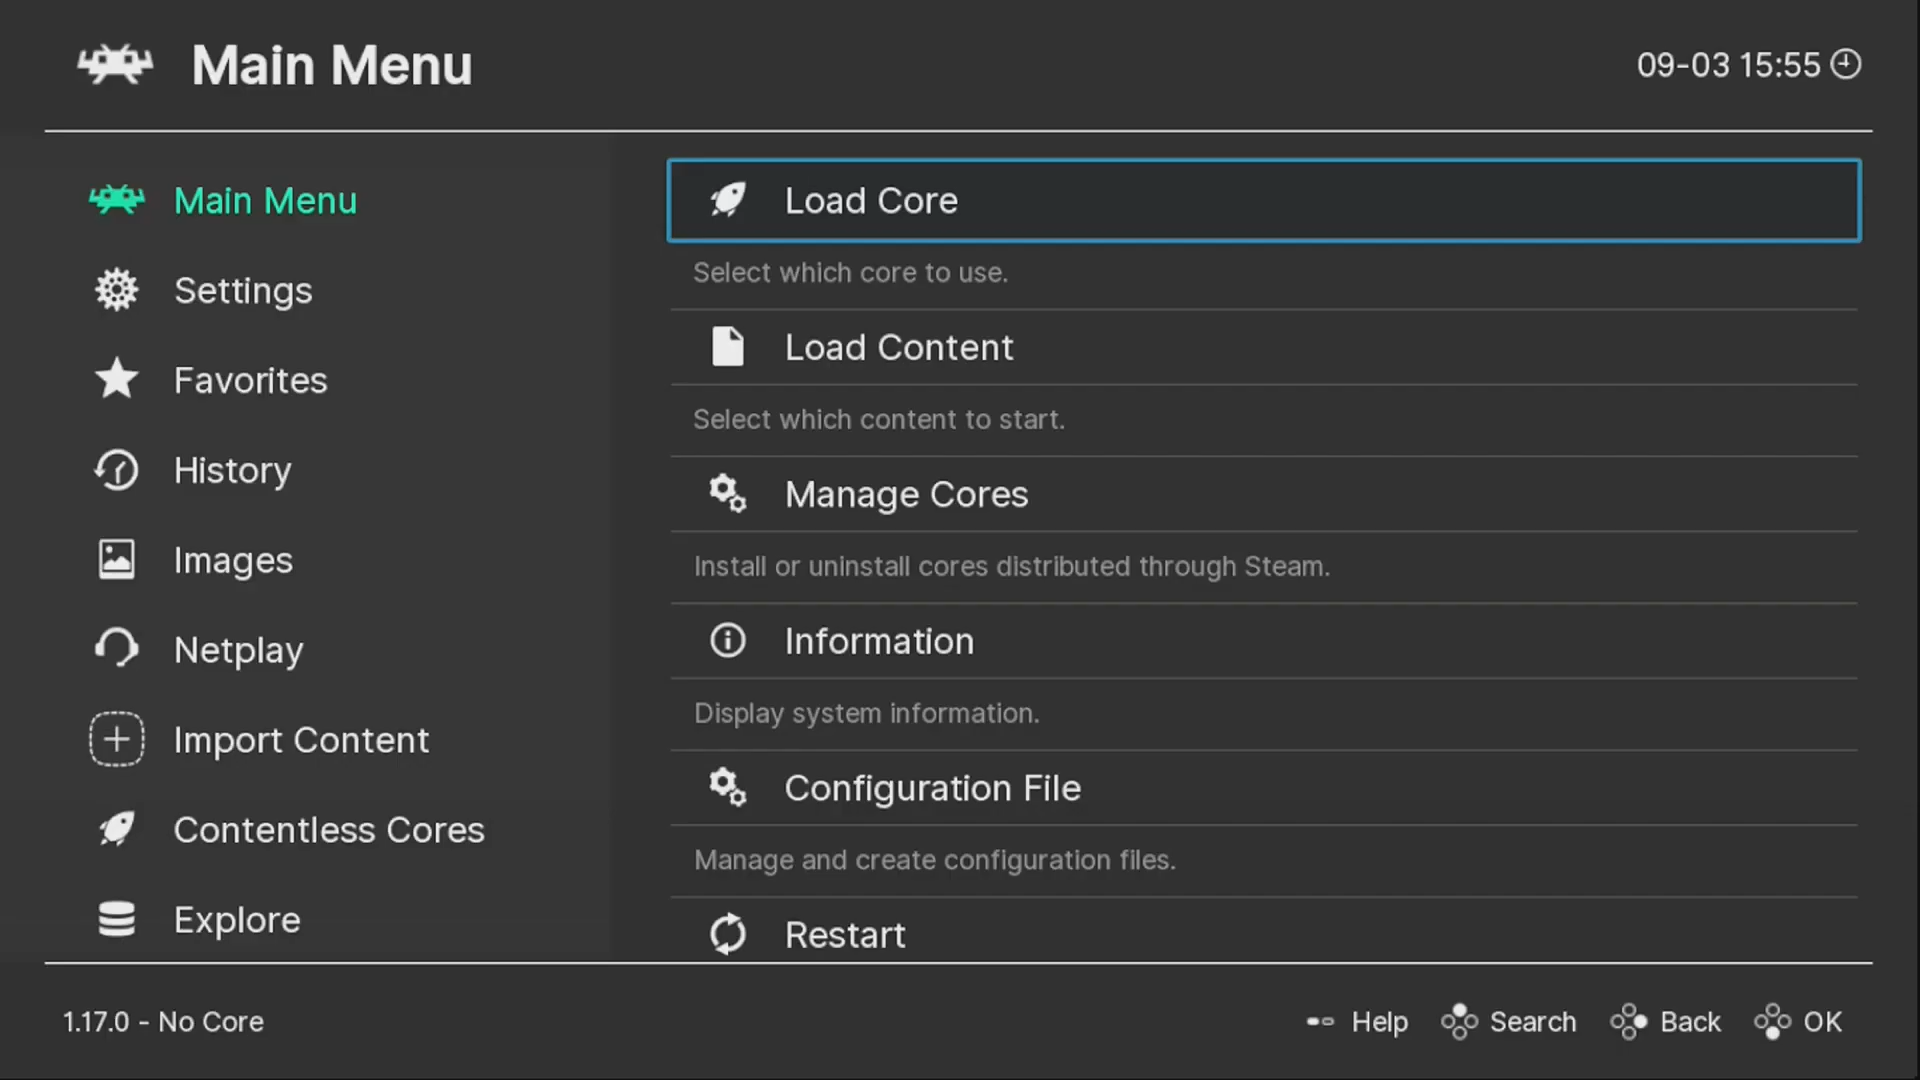 Main Menu
09-03 15:55
Main Menu
Settings
Favorites
History
Images
Netplay
Import Content
Contentless Cores
Explore
Load Core
Select which core to use.
Load Content
Select which content to start.
Manage Cores
Install or uninstall cores distributed through Steam.
Information
Display system information.
Configuration File
Manage and create configuration files.
Restart
1.17.0 - No Core
Help
Search
Back
OK